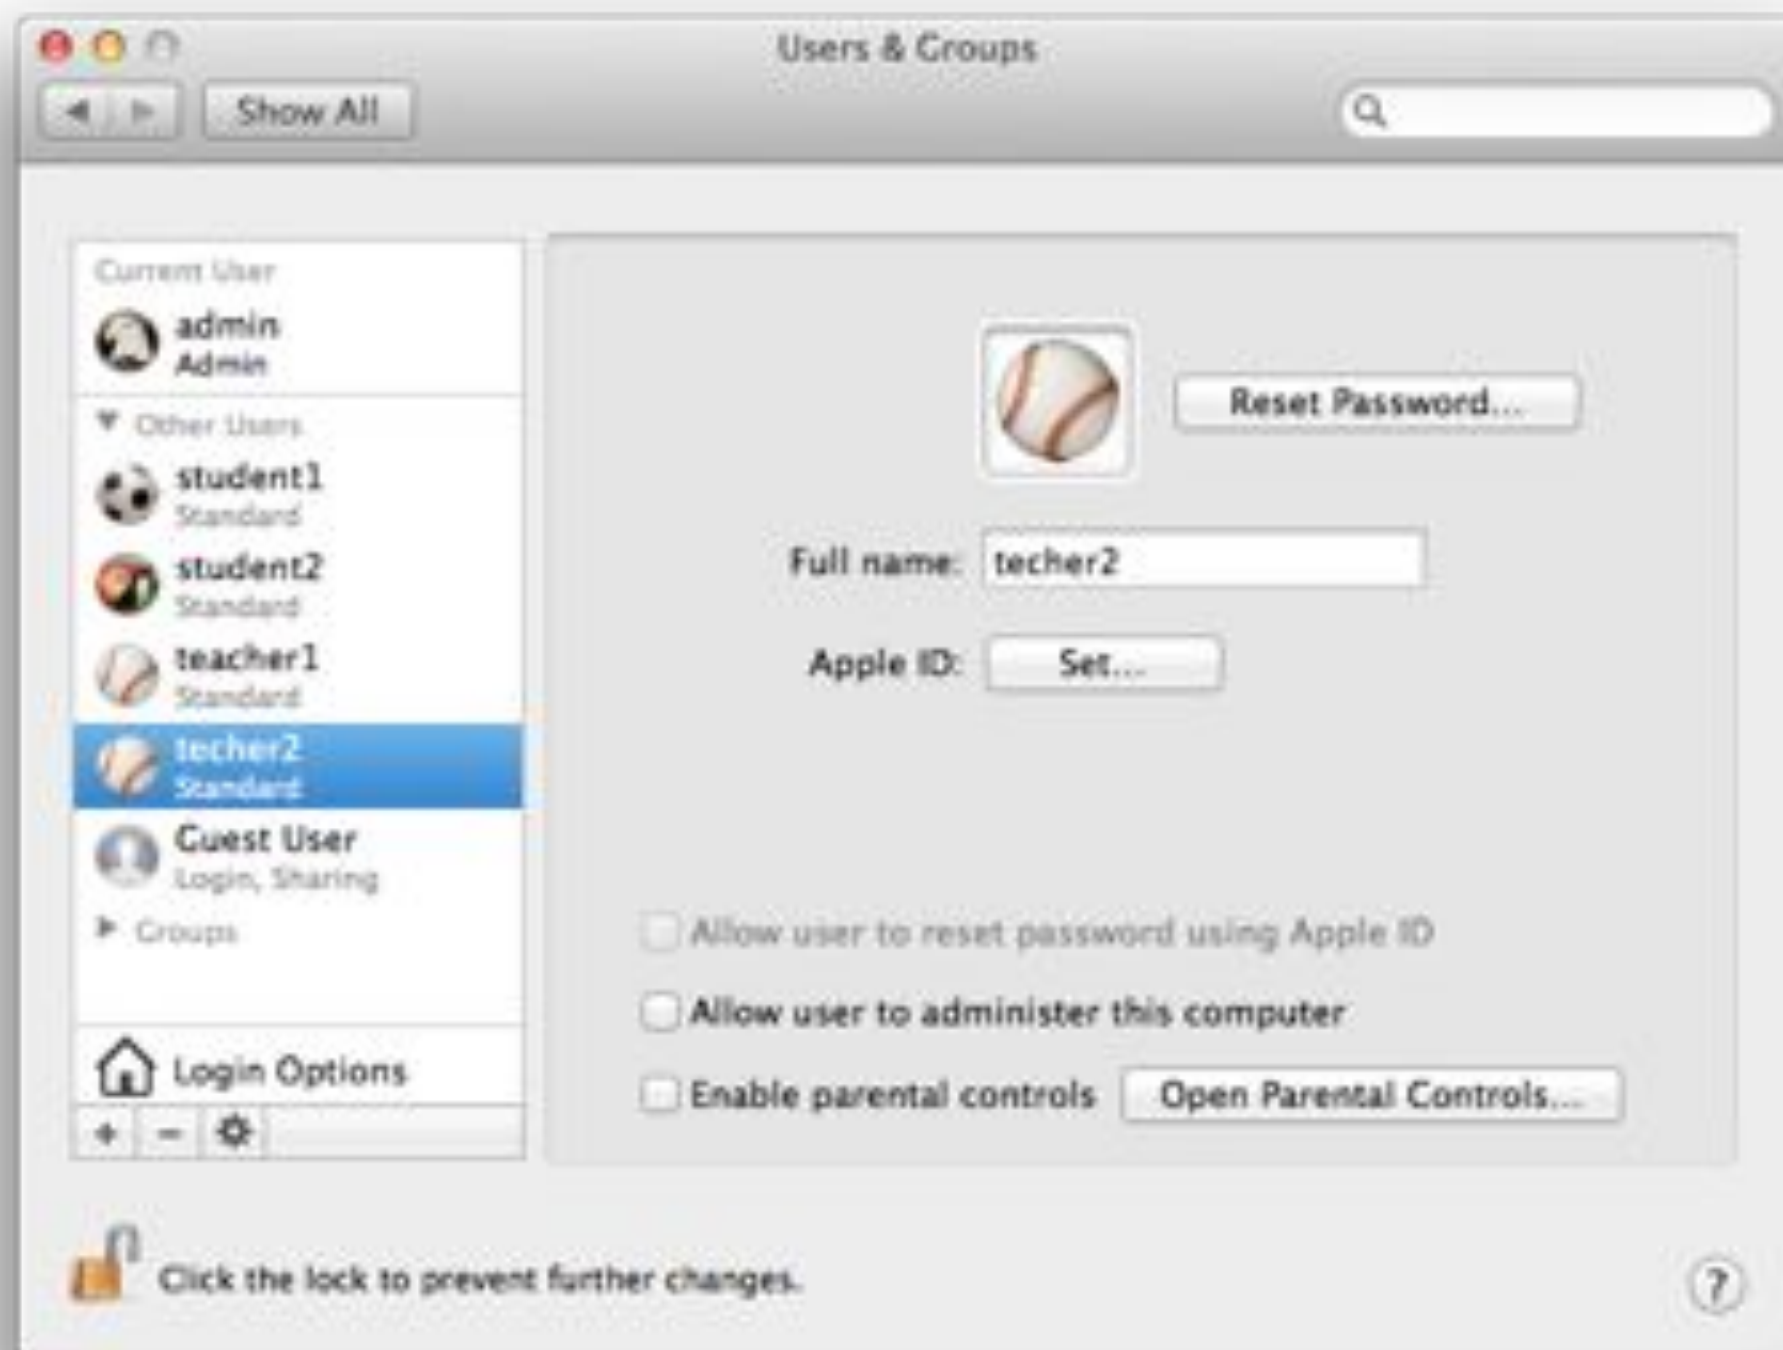 Users & Groups
Show All
Current User
admin
Admin
Other Users
student1
Standard
student2
Standard
teacher1
Standard
techer2
Standard
Guest User
Login, Sharing
Groups
Login Options
+ −
Reset Password...
Full name: techer2
Apple ID: Set...
Allow user to reset password using Apple ID
Allow user to administer this computer
Enable parental controls Open Parental Controls...
Click the lock to prevent further changes.
?